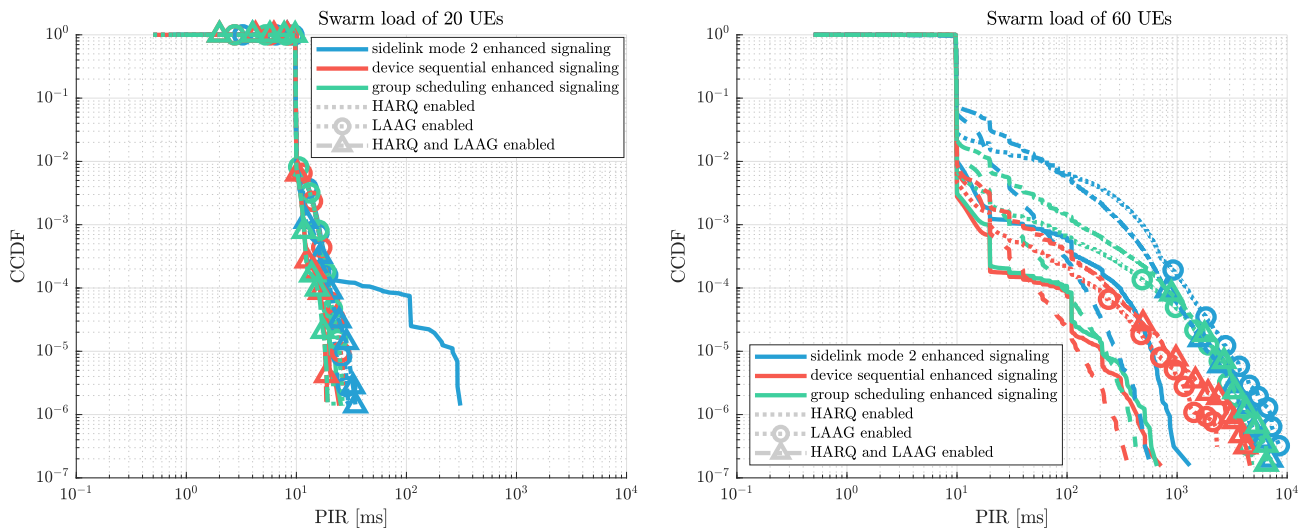 Swarm load of 20 UEs
10^0
10^-1
10^-2
10^-3
10^-4
10^-5
10^-6
10^-7
CCDF
sidelink mode 2 enhanced signaling
device sequential enhanced signaling
group scheduling enhanced signaling
HARQ enabled
LAAG enabled
HARQ and LAAG enabled
10^-1 10^0 10^1 10^2 10^3 10^4
PIR [ms]
Swarm load of 60 UEs
10^0
10^-1
10^-2
10^-3
10^-4
10^-5
10^-6
10^-7
CCDF
sidelink mode 2 enhanced signaling
device sequential enhanced signaling
group scheduling enhanced signaling
HARQ enabled
LAAG enabled
HARQ and LAAG enabled
10^-1 10^0 10^1 10^2 10^3 10^4
PIR [ms]